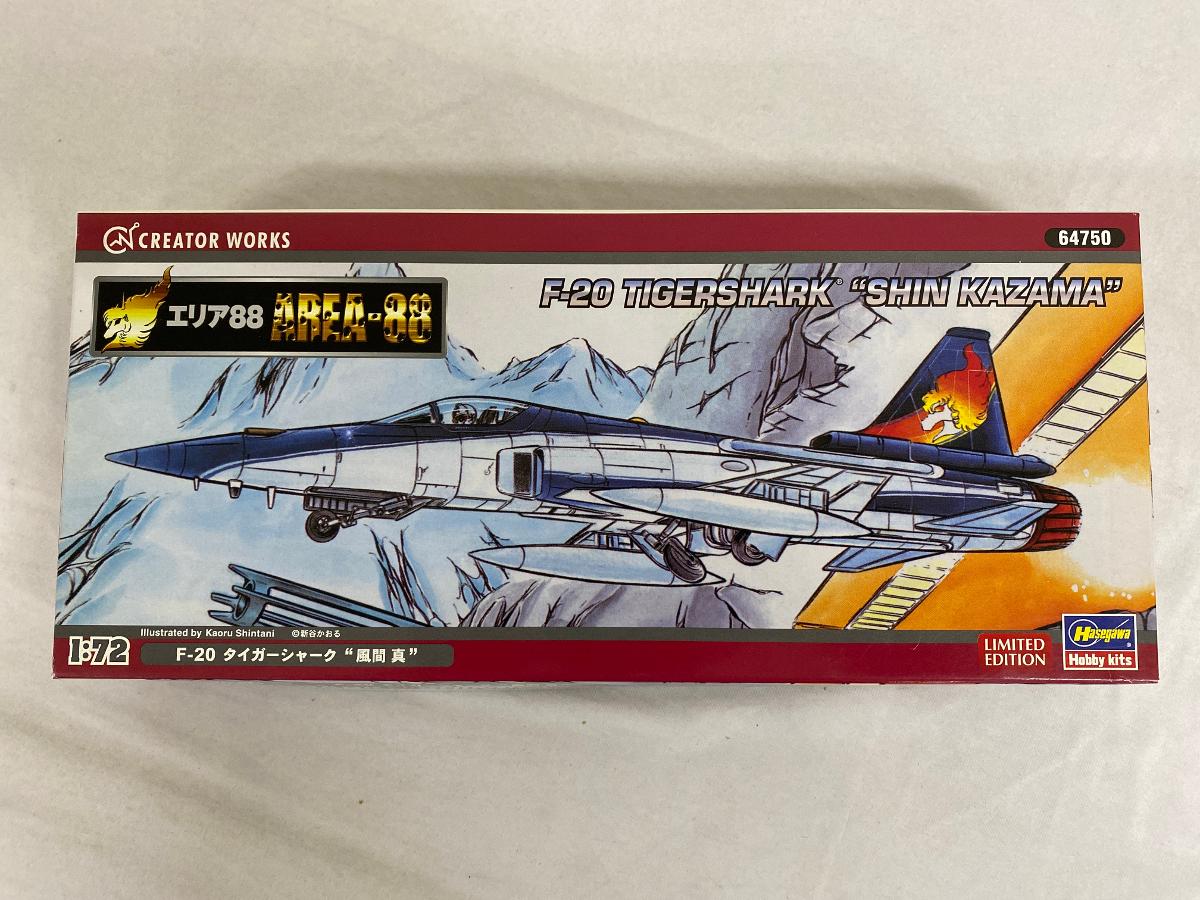 CREATOR WORKS
64750
エリア88 AREA-88
F-20 TIGERSHARK® "SHIN KAZAMA"
Illustrated by Kaoru Shintani ©新谷かおる
1:72
F-20 タイガーシャーク “風間 真”
LIMITED
EDITION
Hasegawa
Hobby kits